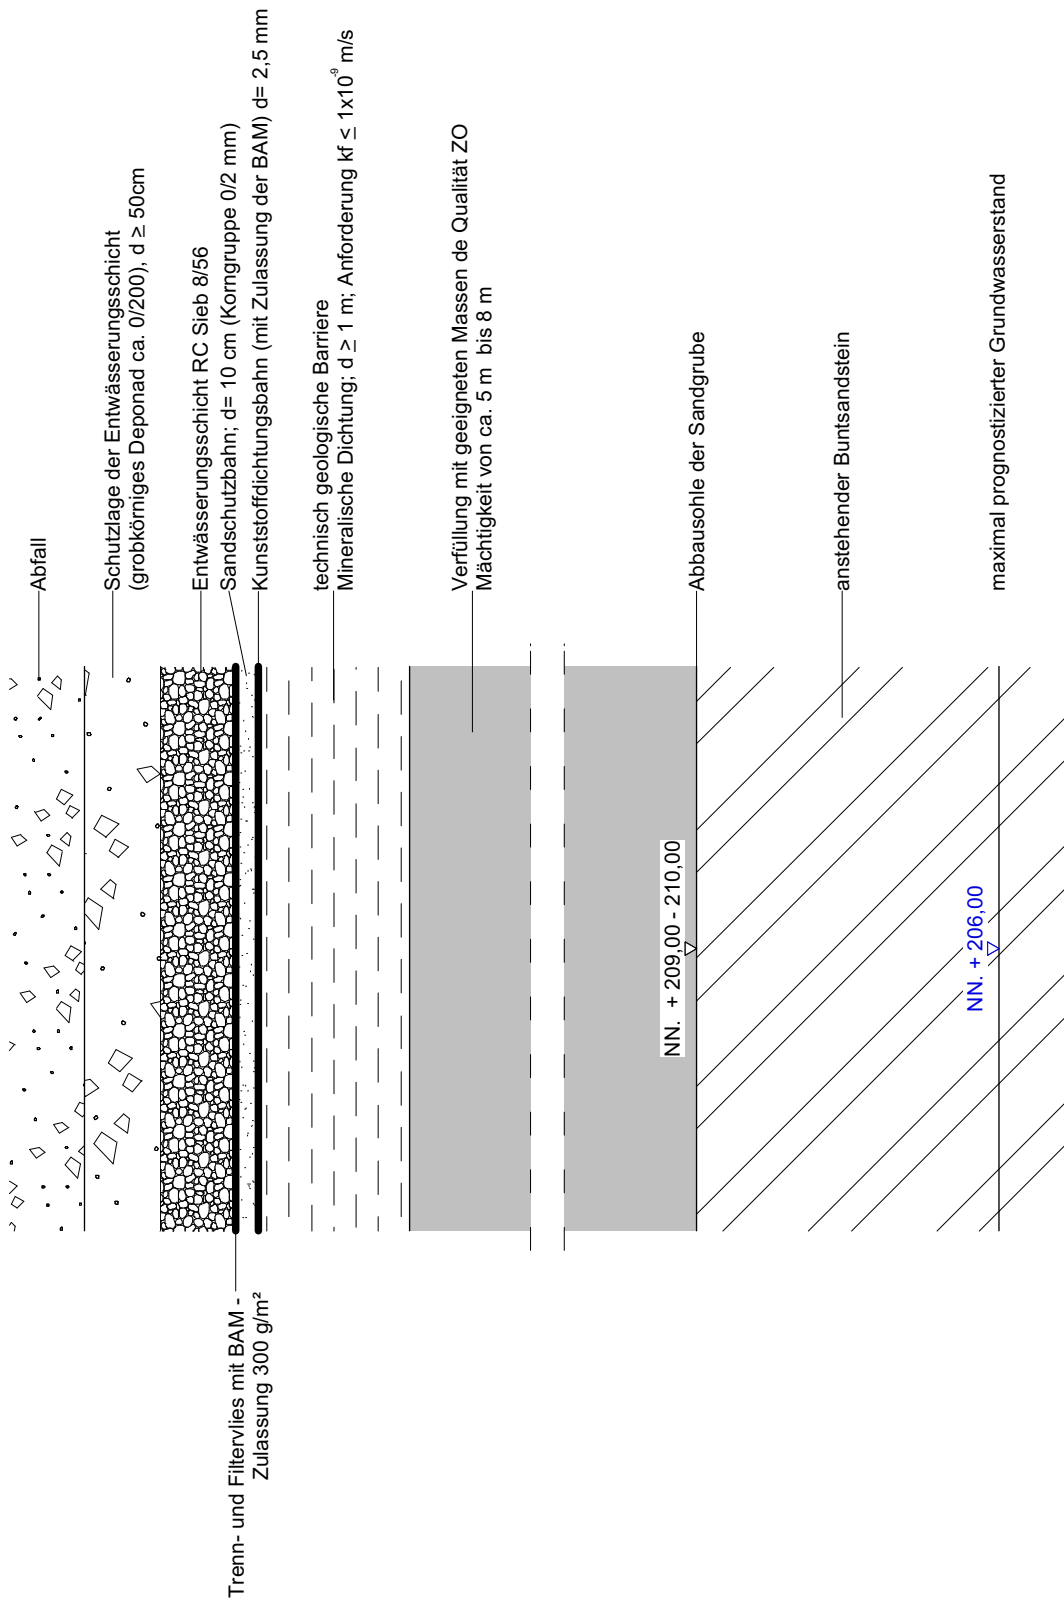 Abfall
Schutzlage der Entwässerungsschicht
(grobkörniges Deponad ca. 0/200), d ≥ 50cm
Entwässerungsschicht RC Sieb 8/56
Sandschutzbahn; d= 10 cm (Korngruppe 0/2 mm)
Kunststoffdichtungsbahn (mit Zulassung der BAM) d= 2,5 mm
technisch geologische Barriere
Mineralische Dichtung; d ≥ 1 m; Anforderung kf ≤ 1x10⁻⁹ m/s
Verfüllung mit geeigneten Massen de Qualität ZO
Mächtigkeit von ca. 5 m bis 8 m
Abbausohle der Sandgrube
anstehender Buntsandstein
maximal prognostizierter Grundwasserstand
NN. + 209,00 - 210,00
NN. + 206,00
Trenn- und Filtervlies mit BAM -
Zulassung 300 g/m²